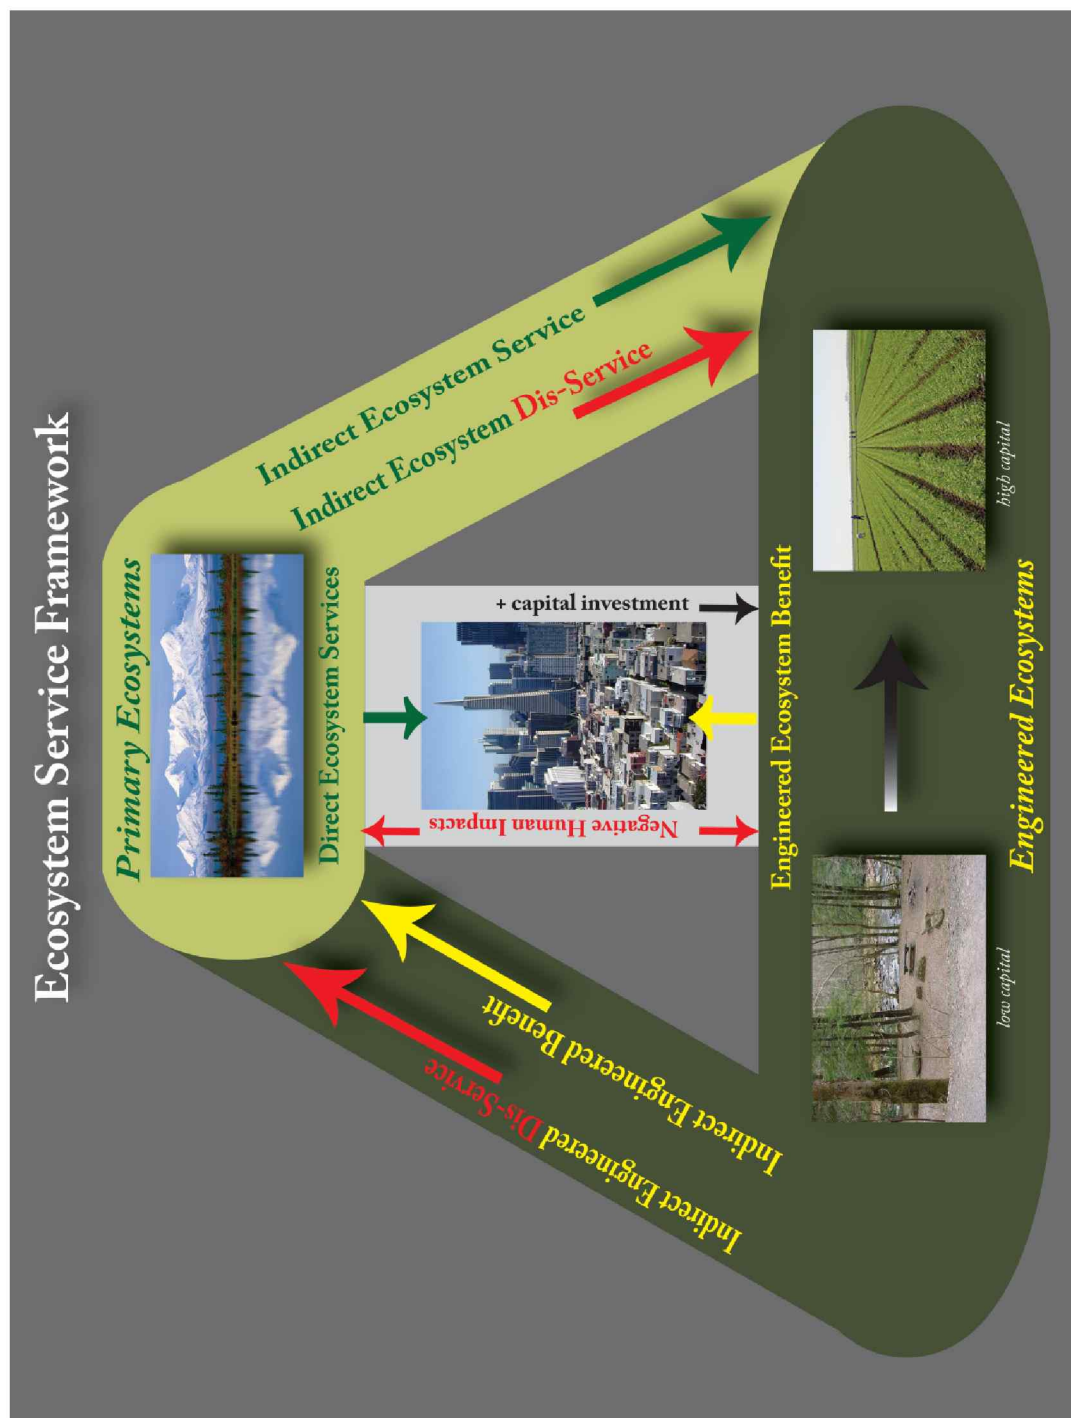 Ecosystem Service Framework
Primary Ecosystems
Direct Ecosystem Services
Indirect Ecosystem Service
Indirect Ecosystem Dis-Service
+ capital investment
Negative Human Impacts
Indirect Engineered Dis-Service
Indirect Engineered Benefit
Engineered Ecosystem Benefit
low capital
high capital
Engineered Ecosystems